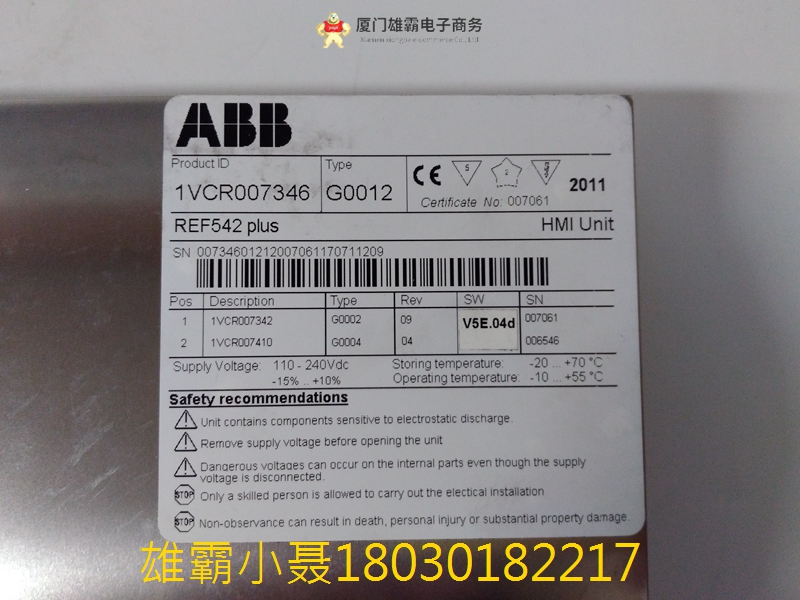 厦门雄霸电子商务
ABB
Product ID
Type
1VCR007346
G0012
CE
5
Certificate No: 007061
2011
REF542 plus
HMI Unit
SN 00734601212007061170711209
Pos Description Type Rev SW SN
1 1VCR007342 G0002 09 V5E.04d 007061
2 1VCR007410 G0004 04 006546
Supply Voltage: 110 - 240Vdc
-15% .. +10%
Storing temperature: -20 ... +70 °C
Operating temperature: -10 ... +55 °C
Safety recommendations
Unit contains components sensitive to electrostatic discharge.
Remove supply voltage before opening the unit
Dangerous voltages can occur on the internal parts even though the supply
voltage is disconnected.
STOP Only a skilled person is allowed to carry out the electical installation
STOP Non-observance can result in death, personal injury or substantial property damage.
雄霸小聂18030182217